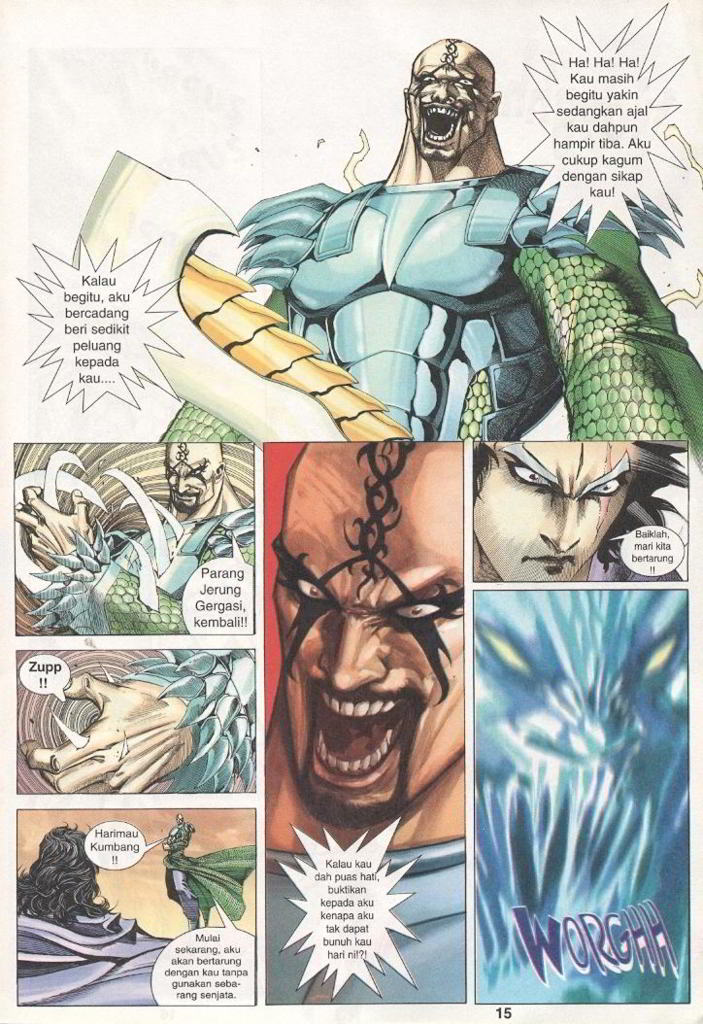 Ha! Ha! Ha!
Kau masih
begitu yakin
sedangkan ajal
kau dahpun
hampir tiba. Aku
cukup kagum
dengan sikap
kau!
Kalau
begitu, aku
bercadang
beri sedikit
peluang
kepada
kau....
Parang
Jerung
Gergasi,
kembali!!
Zupp
!!
Harimau
Kumbang
!!
Mulai
sekarang, aku
akan bertarung
dengan kau tanpa
gunakan seba-
rang senjata.
Kalau kau
dah puas hati,
buktikan
kepada aku
kenapa aku
tak dapat
bunuh kau
hari ni!?!
Baiklah,
mari kita
bertarung
!!
WORGHH
15